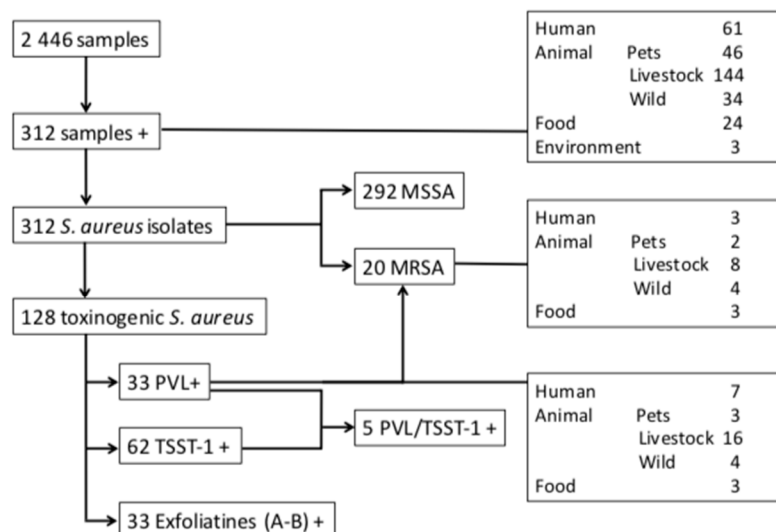 2 446 samples
312 samples +
Human 61
Animal Pets 46
Livestock 144
Wild 34
Food 24
Environment 3
312 S. aureus isolates
292 MSSA
20 MRSA
Human 3
Animal Pets 2
Livestock 8
Wild 4
Food 3
128 toxinogenic S. aureus
33 PVL+
62 TSST-1 +
5 PVL/TSST-1 +
33 Exfoliatines (A-B) +
Human 7
Animal Pets 3
Livestock 16
Wild 4
Food 3